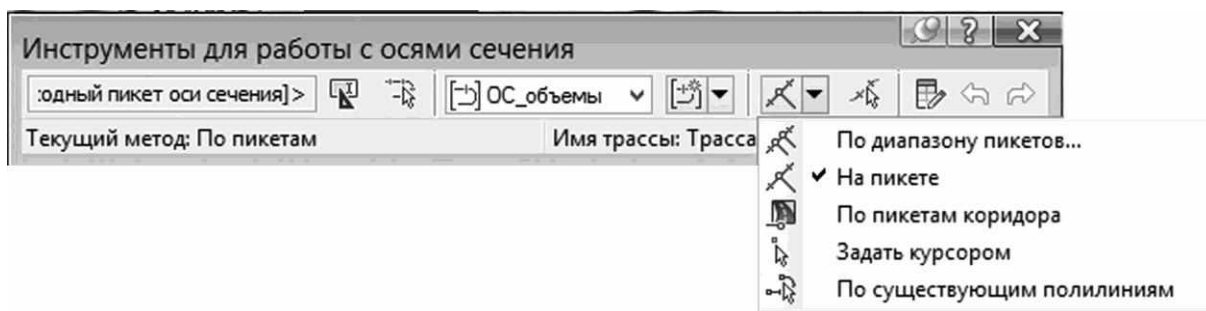 Инструменты для работы с осями сечения
:одный пикет оси сечения]> ОС_объемы
Текущий метод: По пикетам Имя трассы: Трасса
По диапазону пикетов...
На пикете
По пикетам коридора
Задать курсором
По существующим полилиниям